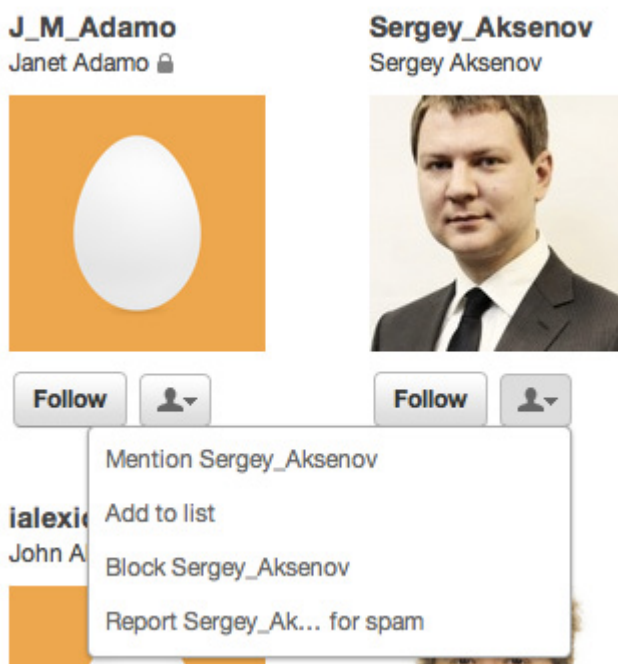 J_M_Adamo
Janet Adamo
Sergey_Aksenov
Sergey Aksenov
Follow
Follow
Mention Sergey_Aksenov
Add to list
Block Sergey_Aksenov
Report Sergey_Ak... for spam
John